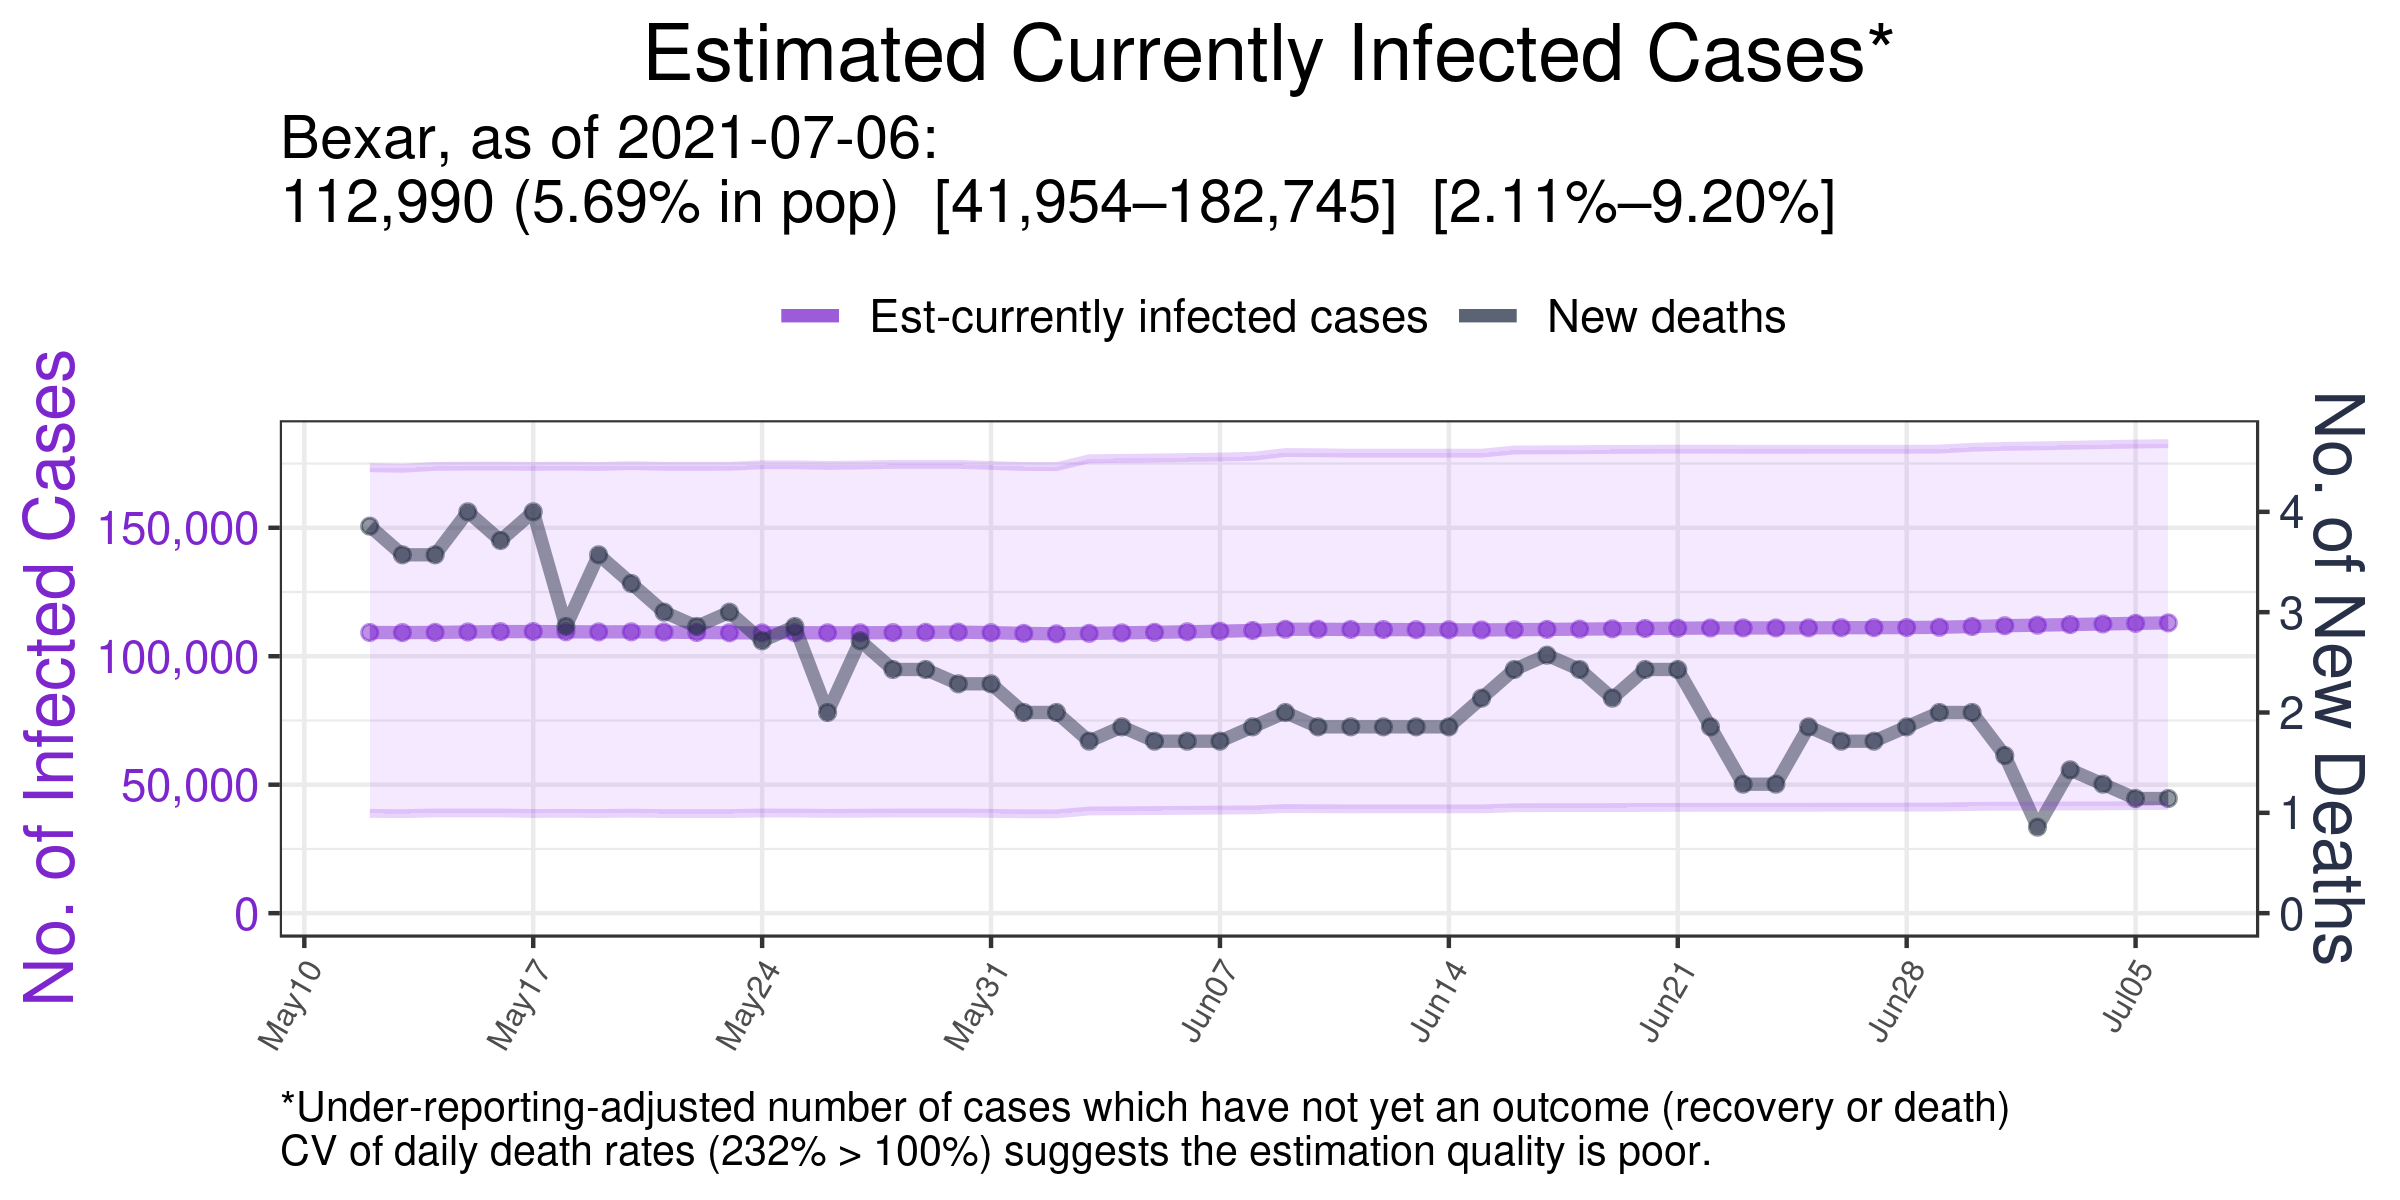 Estimated Currently Infected Cases*
Bexar, as of 2021-07-06:
112,990 (5.69% in pop)  [41,954–182,745]  [2.11%–9.20%]
Est-currently infected cases
New deaths
No. of Infected Cases
150,000
100,000
50,000
0
4
3
2
1
0
No. of New Deaths
May10
May17
May24
May31
Jun07
Jun14
Jun21
Jun28
Jul05
*Under-reporting-adjusted number of cases which have not yet an outcome (recovery or death)
CV of daily death rates (232% > 100%) suggests the estimation quality is poor.